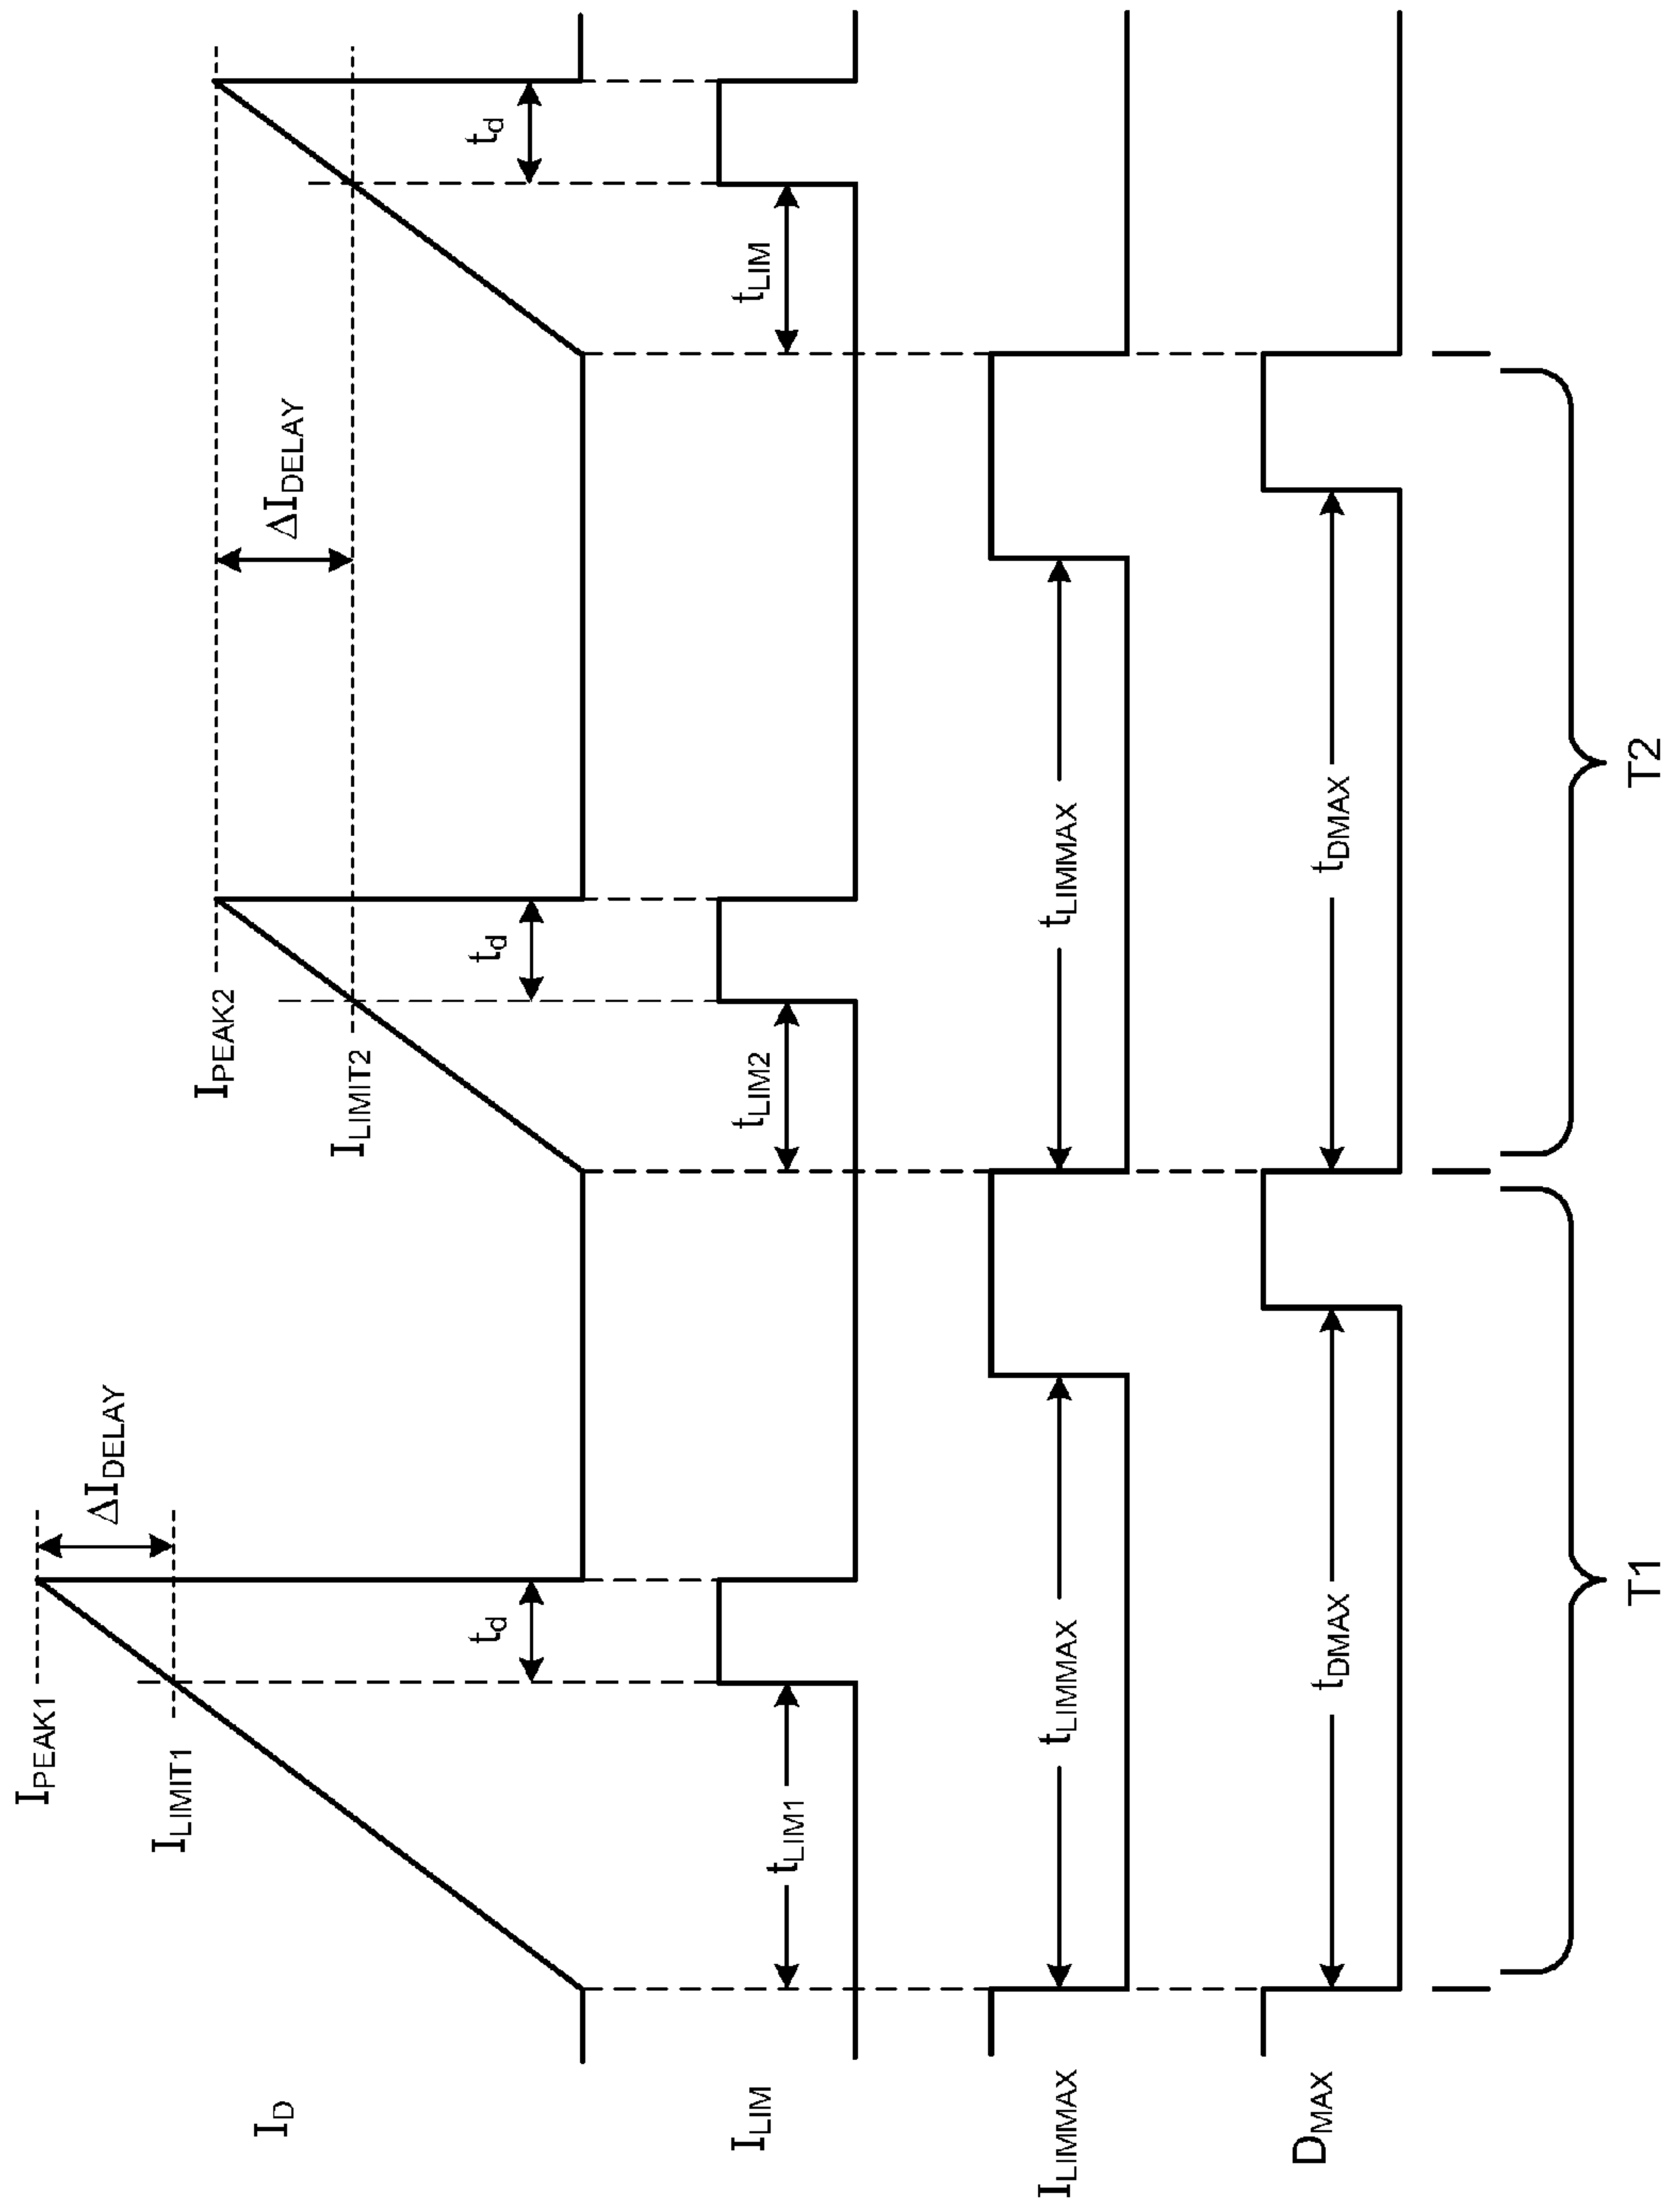 I_PEAK1
ΔI_DELAY
I_LIMIT1
I_PEAK2
ΔI_DELAY
I_LIMIT2
I_D
t_d
t_d
t_d
I_LIM
t_LIM1
t_LIM2
t_LIM
I_LIMMAX
t_LIMMAX
t_LIMMAX
D_MAX
t_DMAX
t_DMAX
T1
T2